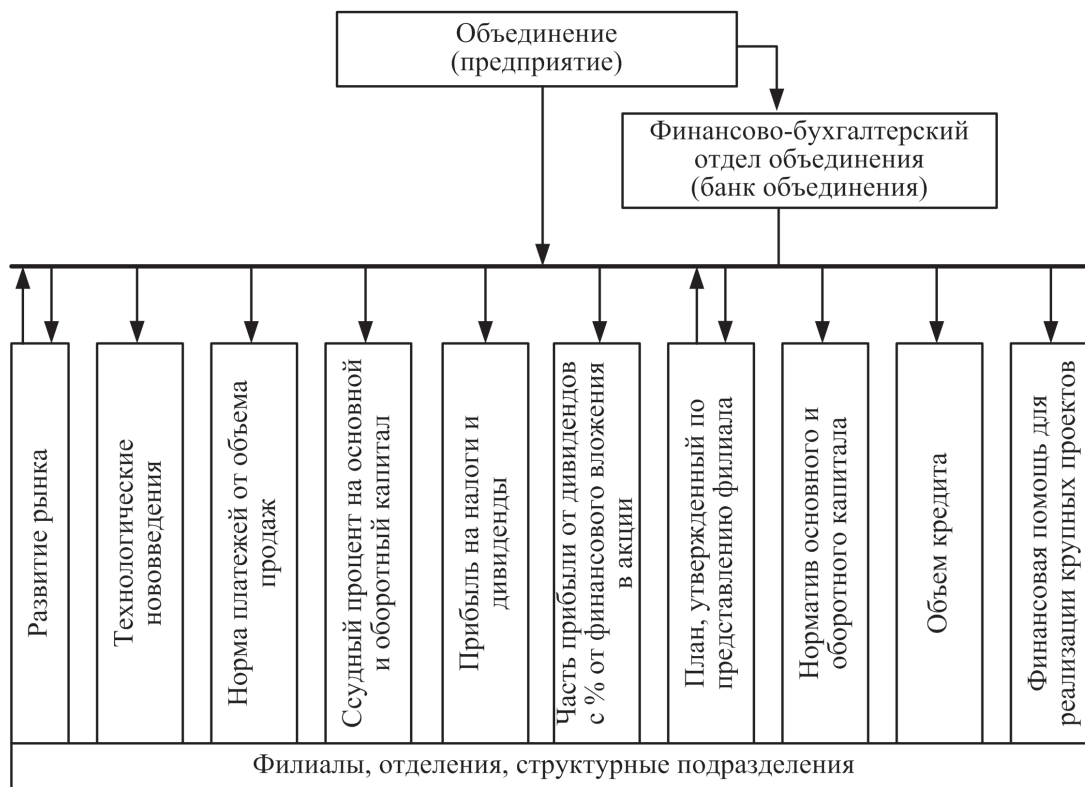 Объединение
(предприятие)
Финансово-бухгалтерский
отдел объединения
(банк объединения)
Развитие рынка
Технологические
нововведения
Норма платежей от объема
продаж
Ссудный процент на основной
и оборотный капитал
Прибыль на налоги и
дивиденды
Часть прибыли от дивидендов
с % от финансового вложения
в акции
План, утвержденный по
представлению филиала
Норматив основного и
оборотного капитала
Объем кредита
Финансовая помощь для
реализации крупных проектов
Филиалы, отделения, структурные подразделения